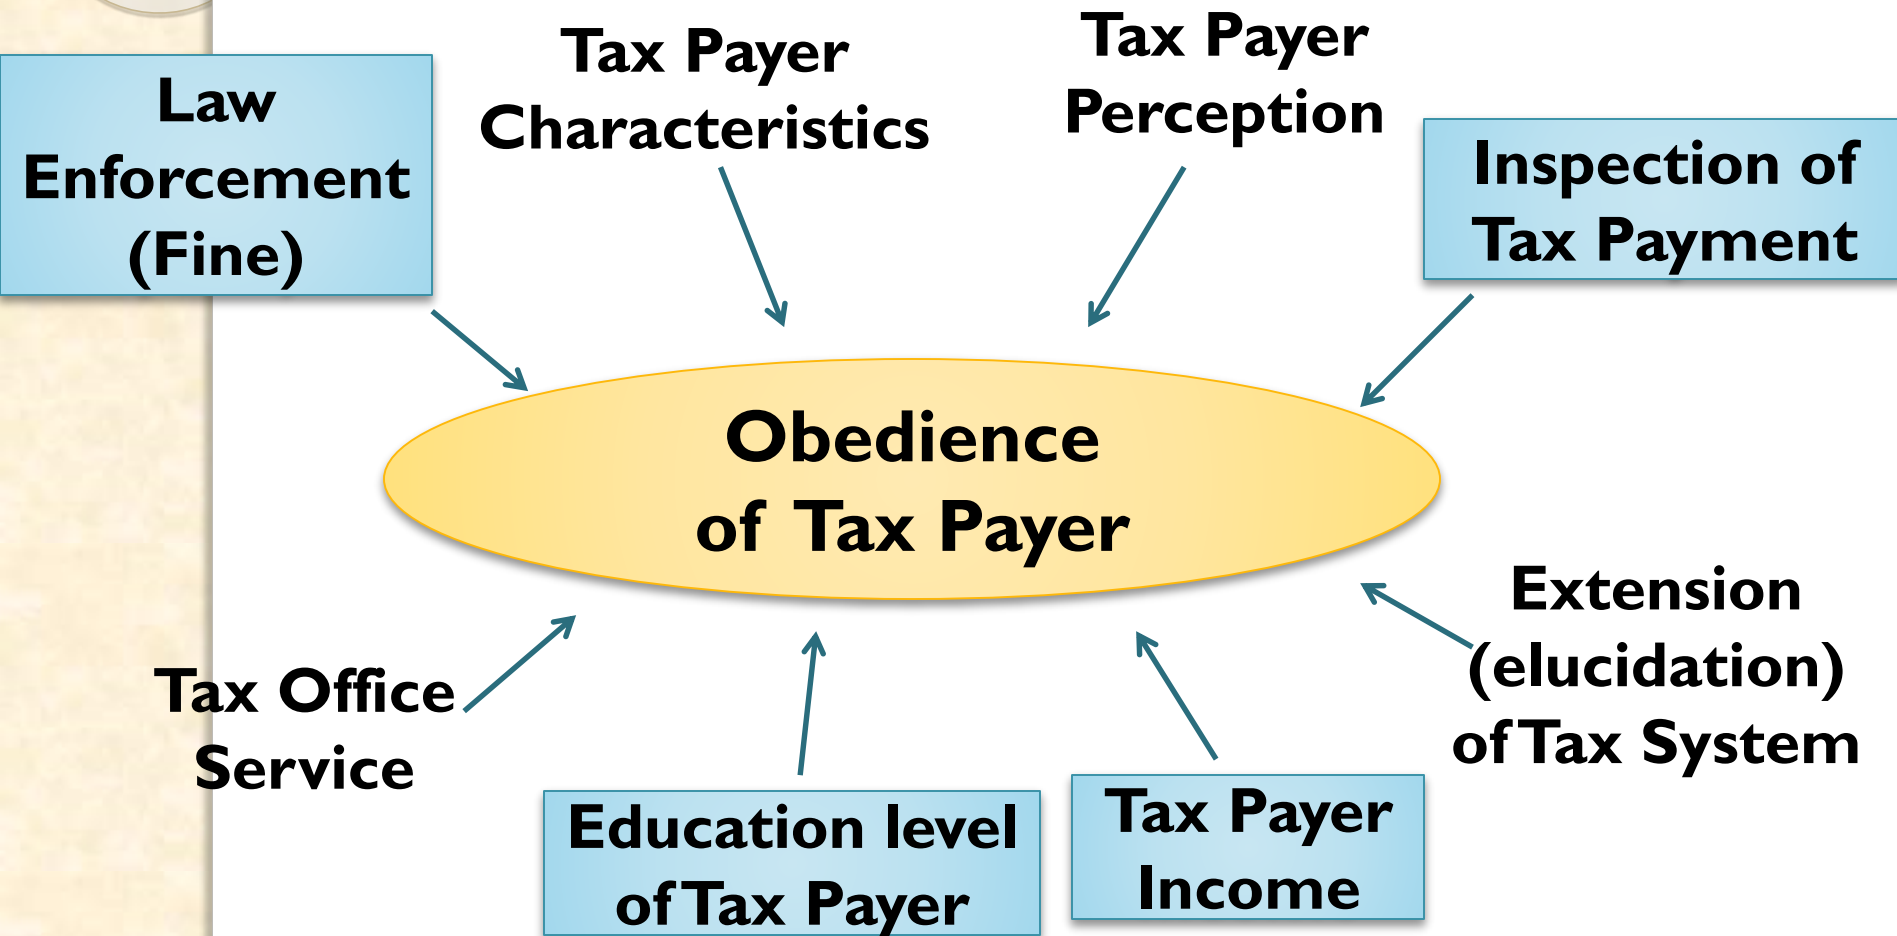 Law
Enforcement
(Fine)
Tax Payer
Characteristics
Tax Payer
Perception
Inspection of
Tax Payment
Obedience
of Tax Payer
Tax Office
Service
Education level
of Tax Payer
Tax Payer
Income
Extension
(elucidation)
of Tax System